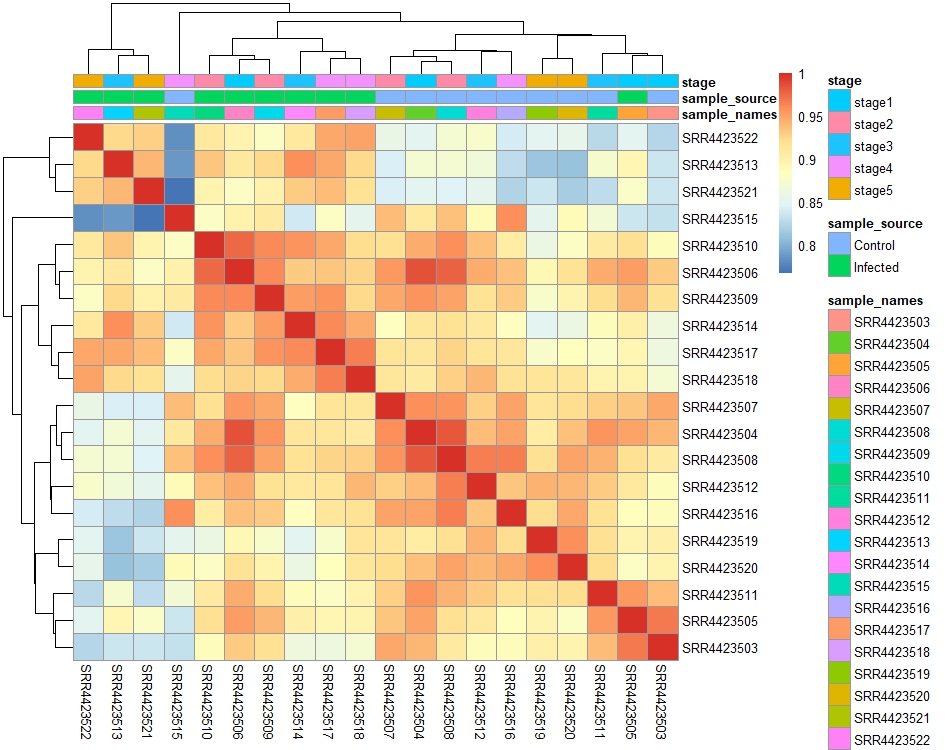 stage
sample_source
sample_names
SRR4423522
SRR4423513
SRR4423521
SRR4423515
SRR4423510
SRR4423506
SRR4423509
SRR4423514
SRR4423517
SRR4423518
SRR4423507
SRR4423504
SRR4423508
SRR4423512
SRR4423516
SRR4423519
SRR4423520
SRR4423511
SRR4423505
SRR4423503
SRR4423522
SRR4423513
SRR4423521
SRR4423515
SRR4423510
SRR4423506
SRR4423509
SRR4423514
SRR4423517
SRR4423518
SRR4423507
SRR4423504
SRR4423508
SRR4423512
SRR4423516
SRR4423519
SRR4423520
SRR4423511
SRR4423505
SRR4423503
1
0.95
0.9
0.85
0.8
stage
stage1
stage2
stage3
stage4
stage5
sample_source
Control
Infected
sample_names
SRR4423503
SRR4423504
SRR4423505
SRR4423506
SRR4423507
SRR4423508
SRR4423509
SRR4423510
SRR4423511
SRR4423512
SRR4423513
SRR4423514
SRR4423515
SRR4423516
SRR4423517
SRR4423518
SRR4423519
SRR4423520
SRR4423521
SRR4423522